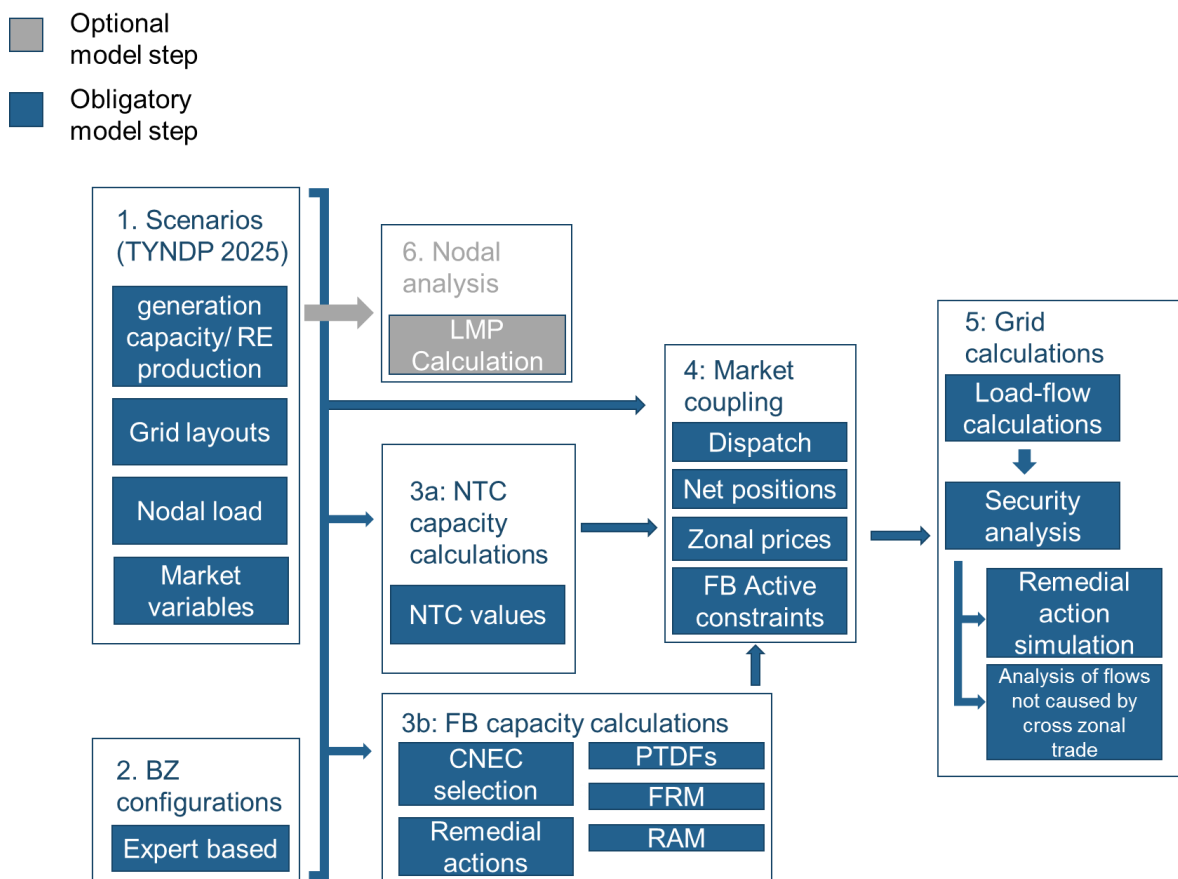 Optional
model step
Obligatory
model step
1. Scenarios
(TYNDP 2025)
generation
capacity/ RE
production
Grid layouts
Nodal load
Market
variables
2. BZ
configurations
Expert based
6. Nodal
analysis
LMP
Calculation
3a: NTC
capacity
calculations
NTC values
3b: FB capacity calculations
CNEC
selection
Remedial
actions
PTDFs
FRM
RAM
4: Market
coupling
Dispatch
Net positions
Zonal prices
FB Active
constraints
5: Grid
calculations
Load-flow
calculations
Security
analysis
Remedial
action
simulation
Analysis of flows
not caused by
cross zonal
trade